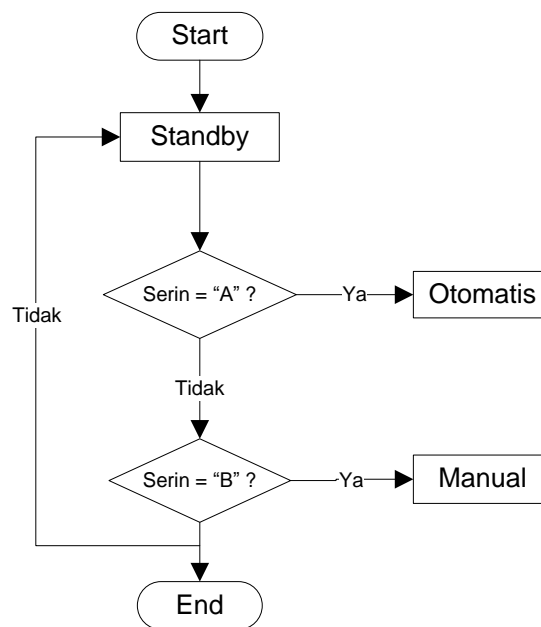 Start
Standby
Serin = “A” ?
Ya
Otomatis
Tidak
Tidak
Serin = “B” ?
Ya
Manual
End